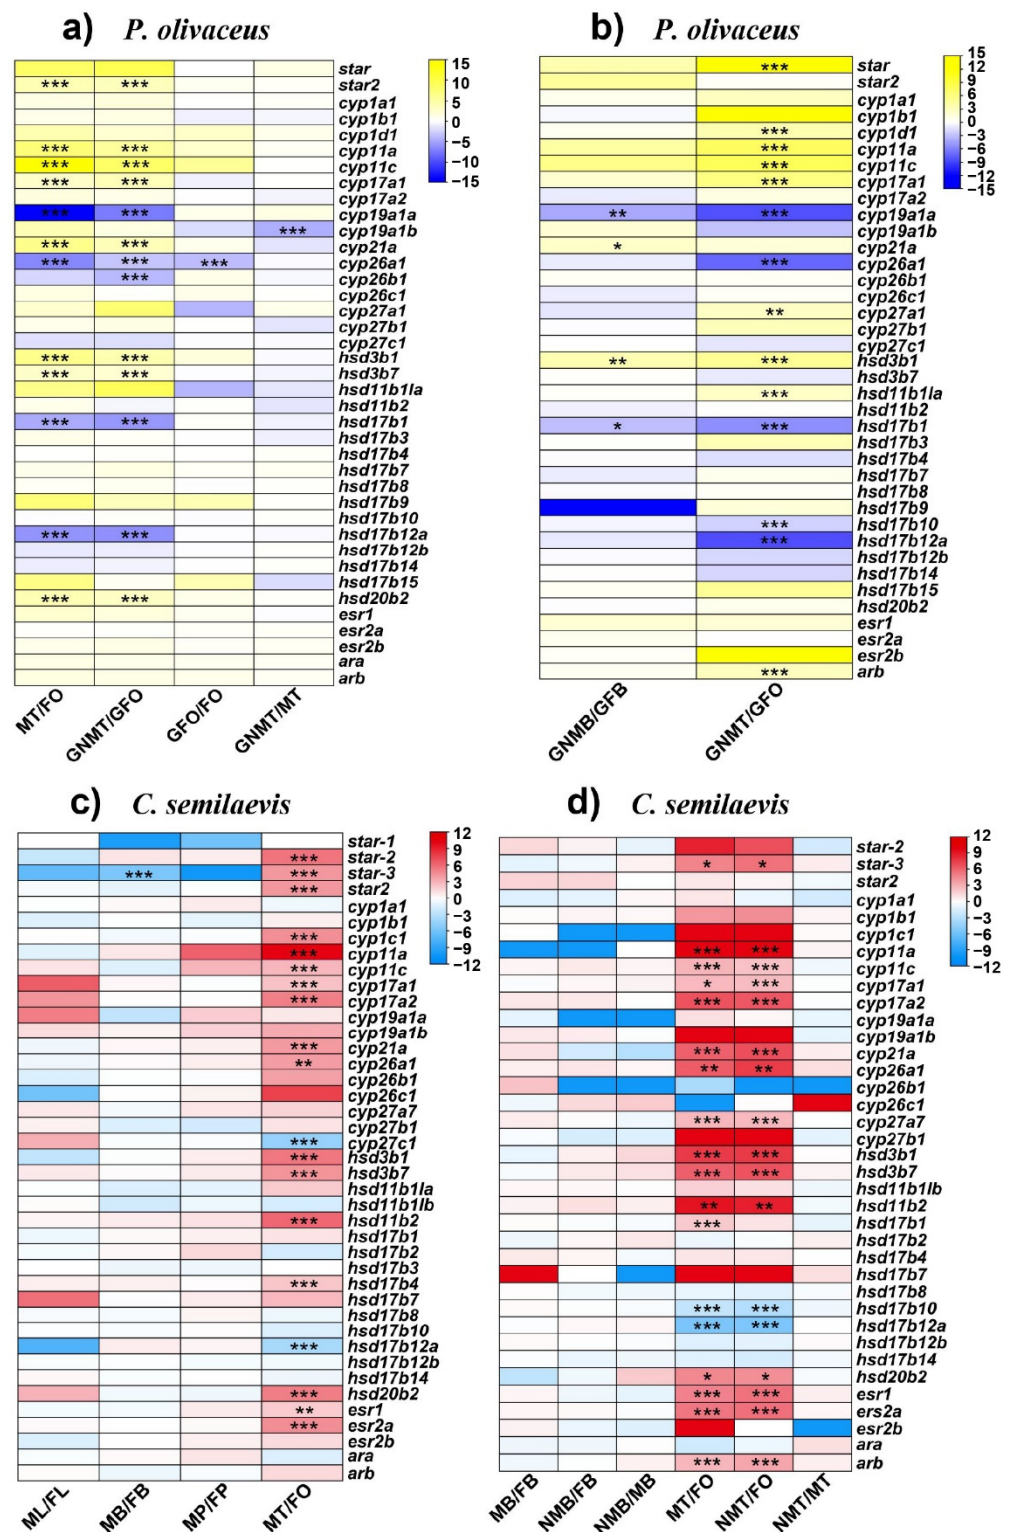 a) P. olivaceus
star
*** *** star2
cyp1a1
cyp1b1
cyp1d1
*** *** cyp11a
*** *** cyp11c
*** *** cyp17a1
cyp17a2
*** *** cyp19a1a
*** cyp19a1b
*** *** cyp21a
*** *** *** cyp26a1
*** cyp26b1
cyp26c1
cyp27a1
cyp27b1
cyp27c1
*** *** hsd3b1
*** *** hsd3b7
hsd11b1la
hsd11b2
*** *** hsd17b1
hsd17b3
hsd17b4
hsd17b7
hsd17b8
hsd17b9
hsd17b10
*** *** hsd17b12a
hsd17b12b
hsd17b14
hsd17b15
*** *** hsd20b2
esr1
esr2a
esr2b
ara
arb
MT/FO
GNMT/GFO
GFO/FO
GNMT/MT
15
10
5
0
−5
−10
−15
b) P. olivaceus
*** star
star2
cyp1a1
cyp1b1
*** cyp1d1
*** cyp11a
*** cyp11c
*** cyp17a1
cyp17a2
** *** cyp19a1a
cyp19a1b
* cyp21a
*** cyp26a1
cyp26b1
cyp26c1
** cyp27a1
cyp27b1
cyp27c1
** *** hsd3b1
hsd3b7
*** hsd11b1la
hsd11b2
* *** hsd17b1
hsd17b3
hsd17b4
hsd17b7
hsd17b8
hsd17b9
*** hsd17b10
*** hsd17b12a
hsd17b12b
hsd17b14
hsd17b15
hsd20b2
esr1
esr2a
esr2b
*** arb
GNMB/GFB
GNMT/GFO
15
12
9
6
3
0
−3
−6
−9
−12
−15
c) C. semilaevis
star-1
*** star-2
*** *** star-3
*** star2
cyp1a1
cyp1b1
*** cyp1c1
*** cyp11a
*** cyp11c
*** cyp17a1
*** cyp17a2
cyp19a1a
cyp19a1b
*** cyp21a
** cyp26a1
cyp26b1
cyp26c1
cyp27a7
cyp27b1
*** cyp27c1
*** hsd3b1
*** hsd3b7
hsd11b1la
hsd11b1lb
*** hsd11b2
hsd17b1
hsd17b2
hsd17b3
*** hsd17b4
hsd17b7
hsd17b8
hsd17b10
*** hsd17b12a
hsd17b12b
hsd17b14
*** hsd20b2
** esr1
*** esr2a
esr2b
ara
arb
ML/FL
MB/FB
MP/FP
MT/FO
12
9
6
3
0
−3
−6
−9
−12
d) C. semilaevis
star-2
* * star-3
star2
cyp1a1
cyp1b1
cyp1c1
*** *** cyp11a
*** *** cyp11c
* *** cyp17a1
*** *** cyp17a2
cyp19a1a
cyp19a1b
*** *** cyp21a
** ** cyp26a1
cyp26b1
cyp26c1
*** *** cyp27a7
cyp27b1
*** *** hsd3b1
*** *** hsd3b7
hsd11b1lb
** ** hsd11b2
*** hsd17b1
hsd17b2
hsd17b4
hsd17b7
hsd17b8
*** *** hsd17b10
*** *** hsd17b12a
hsd17b12b
hsd17b14
* * hsd20b2
*** *** esr1
*** *** ers2a
esr2b
ara
*** *** arb
MB/FB
NMB/FB
NMB/MB
MT/FO
NMT/FO
NMT/MT
12
9
6
3
0
−3
−6
−9
−12